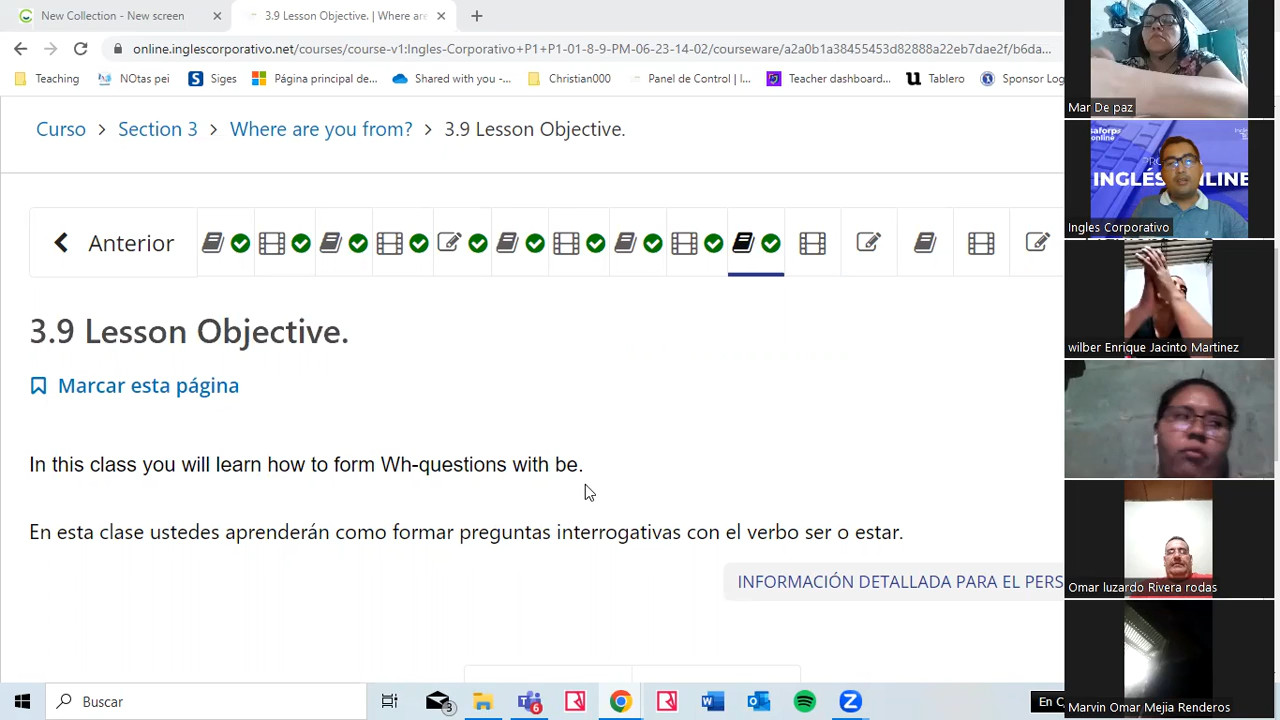 New Collection - New screen
3.9 Lesson Objective. | Where are
online.inglescorporativo.net/courses/course-v1:Ingles-Corporativo+P1+P1-01-8-9-PM-06-23-14-02/courseware/a2a0b1a38455453d82888a22eb7dae2f/b6da...
Teaching
NOtas pei
Siges
Página principal de...
Shared with you -...
Christian000
Panel de Control | I...
Teacher dashboard...
Tablero
Sponsor Log
Curso > Section 3 > Where are you from? > 3.9 Lesson Objective.
Anterior
3.9 Lesson Objective.
Marcar esta página
In this class you will learn how to form Wh-questions with be.
En esta clase ustedes aprenderán como formar preguntas interrogativas con el verbo ser o estar.
INFORMACIÓN DETALLADA PARA EL PERS
Buscar
3
6
En C
Mar De paz
INGLÉS ONLINE
Ingles Corporativo
wilber Enrique Jacinto Martinez
Omar luzardo Rivera rodas
Marvin Omar Mejia Renderos